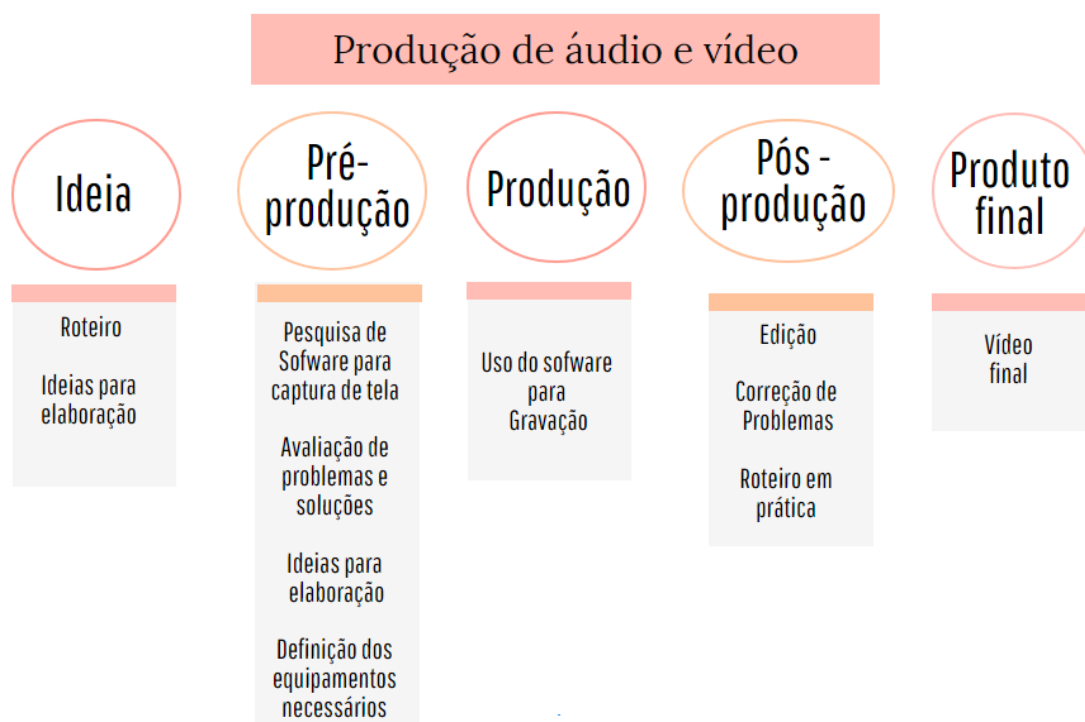 Produção de áudio e vídeo
Ideia
Roteiro
Ideias para
elaboração
Pré-
produção
Pesquisa de
Sofware para
captura de tela
Avaliação de
problemas e
soluções
Ideias para
elaboração
Definição dos
equipamentos
necessários
Produção
Uso do sofware
para
Gravação
Pós -
produção
Edição
Correção de
Problemas
Roteiro em
prática
Produto
final
Vídeo
final